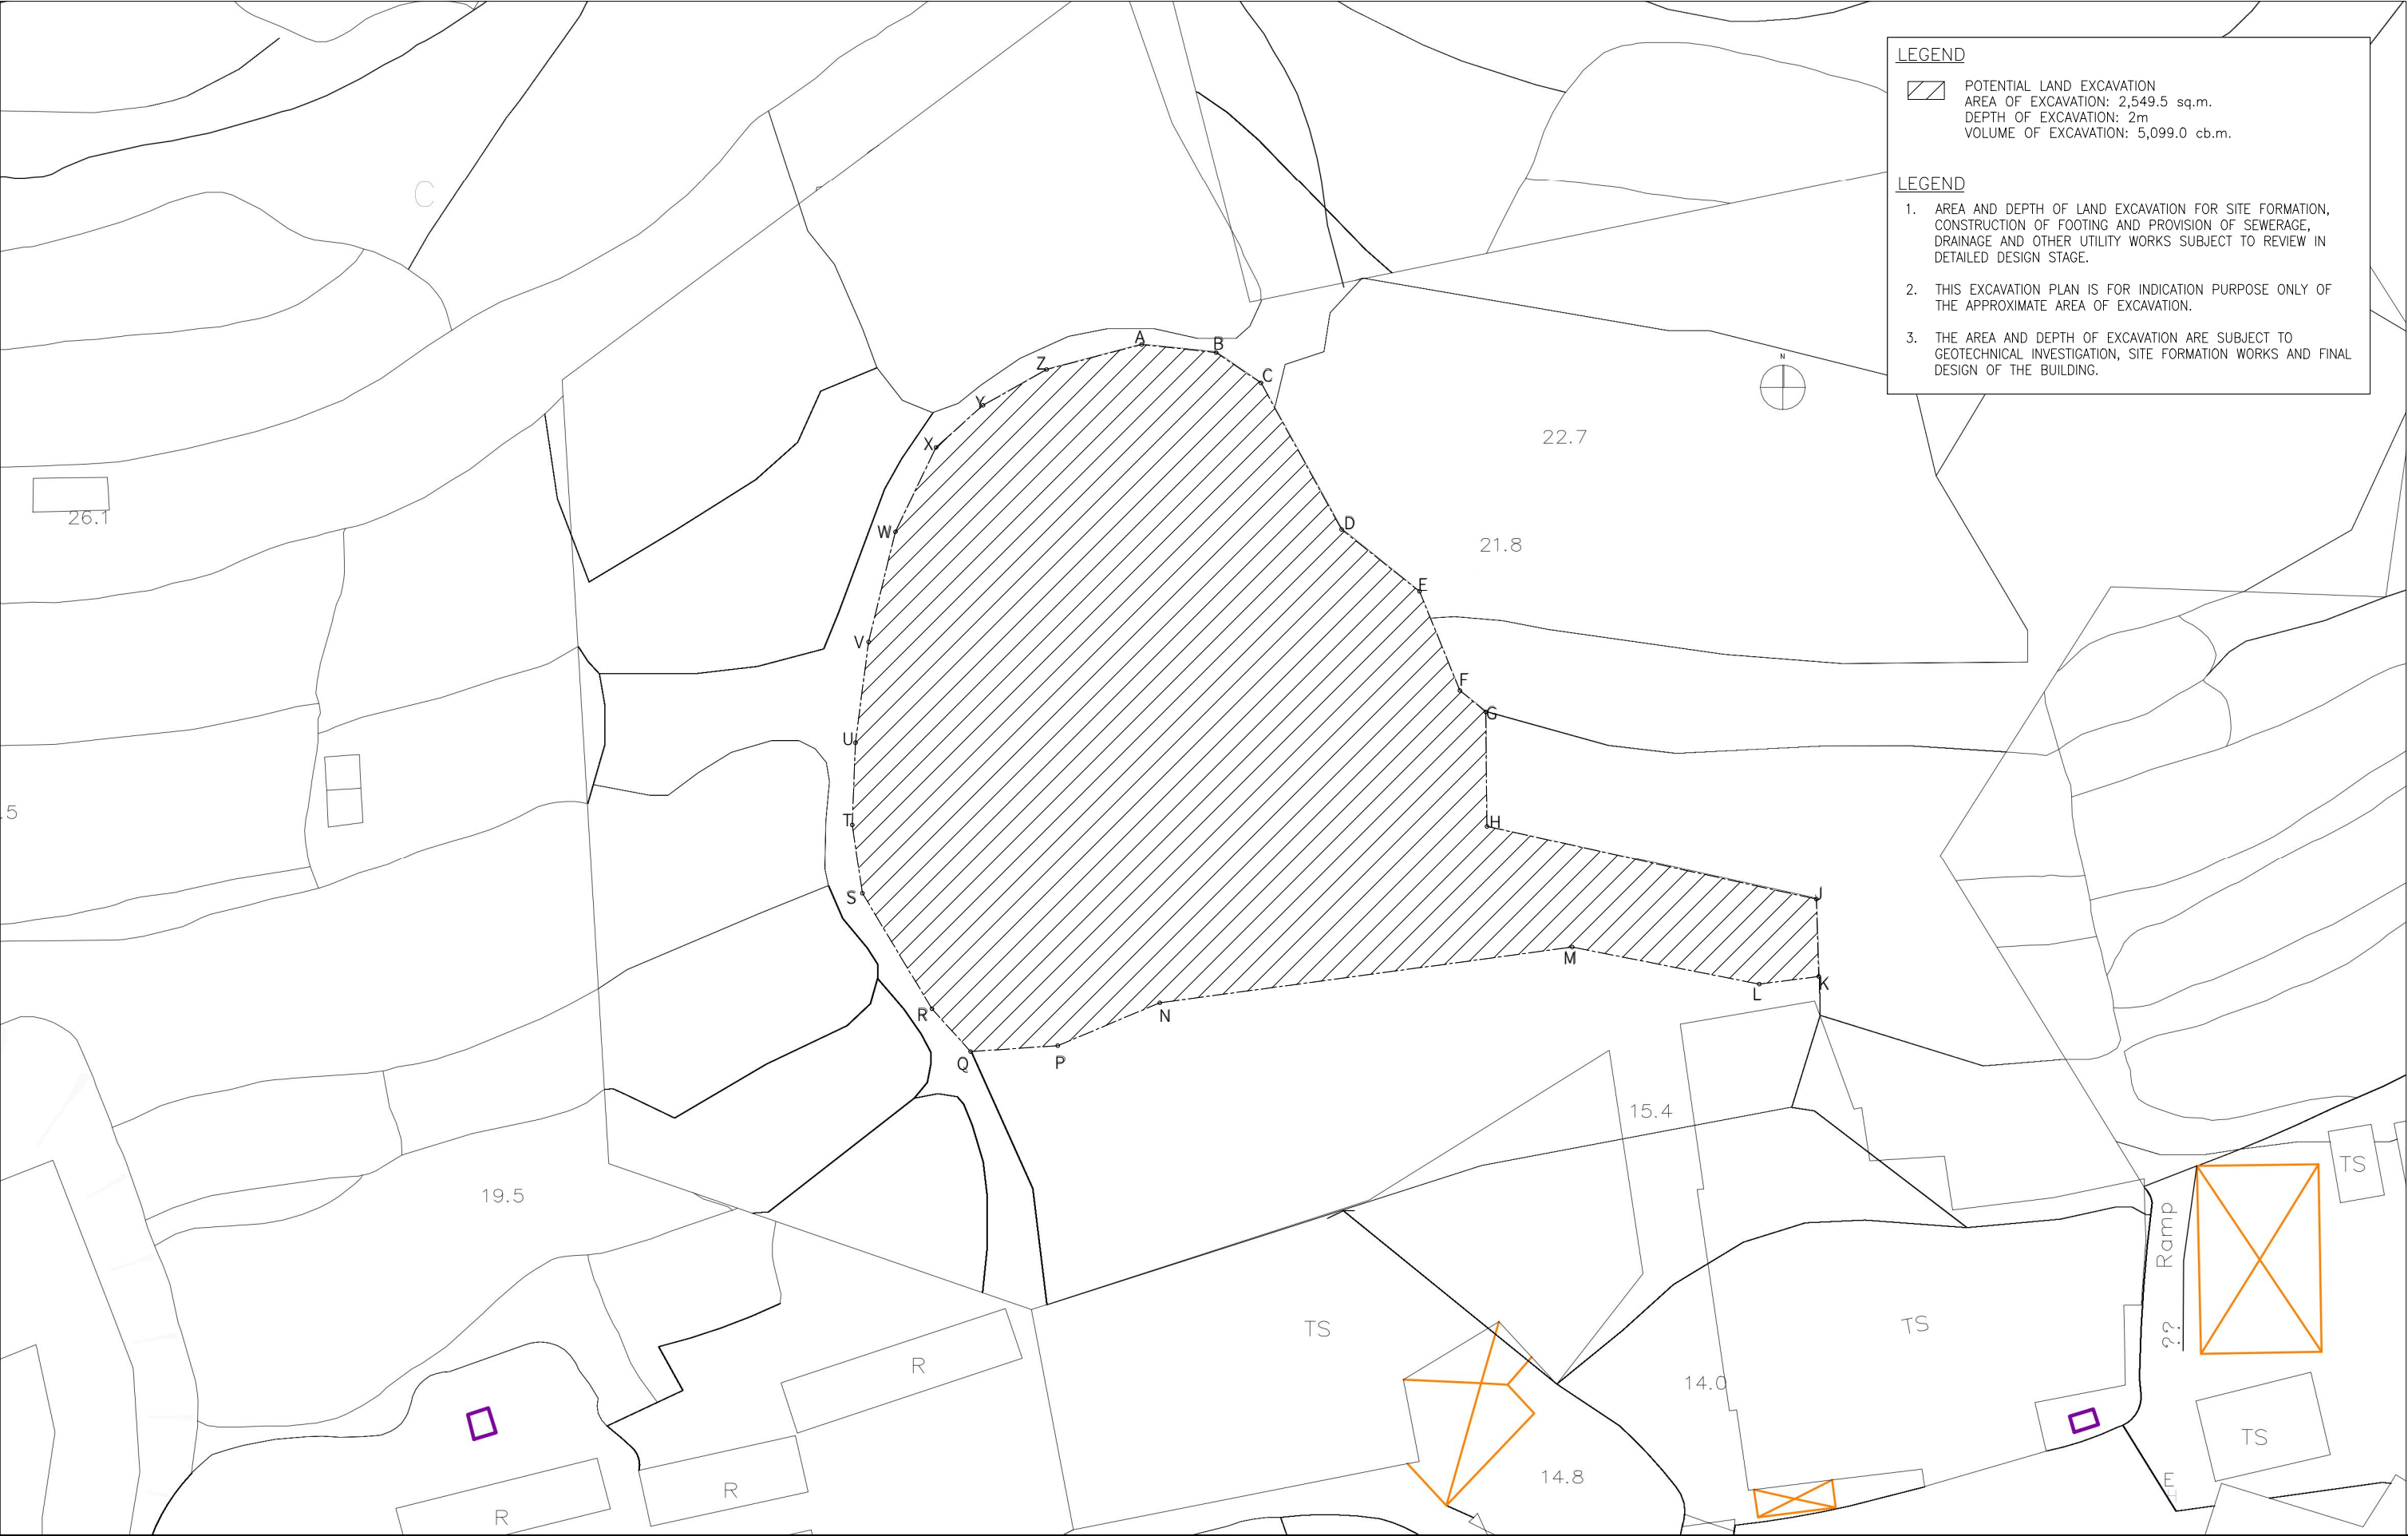 LEGEND
POTENTIAL LAND EXCAVATION
AREA OF EXCAVATION: 2,549.5 sq.m.
DEPTH OF EXCAVATION: 2m
VOLUME OF EXCAVATION: 5,099.0 cb.m.
LEGEND
1. AREA AND DEPTH OF LAND EXCAVATION FOR SITE FORMATION,
CONSTRUCTION OF FOOTING AND PROVISION OF SEWERAGE,
DRAINAGE AND OTHER UTILITY WORKS SUBJECT TO REVIEW IN
DETAILED DESIGN STAGE.
2. THIS EXCAVATION PLAN IS FOR INDICATION PURPOSE ONLY OF
THE APPROXIMATE AREA OF EXCAVATION.
3. THE AREA AND DEPTH OF EXCAVATION ARE SUBJECT TO
GEOTECHNICAL INVESTIGATION, SITE FORMATION WORKS AND FINAL
DESIGN OF THE BUILDING.
C
A
B
Z
C
N
Y
X
22.7
26.1
W
D
21.8
E
V
F
G
U
.5
T
H
S
J
M
K
L
R
N
Q
P
15.4
TS
19.5
Ramp
TS
TS
??
R
14.0
TS
14.8
R
R
E